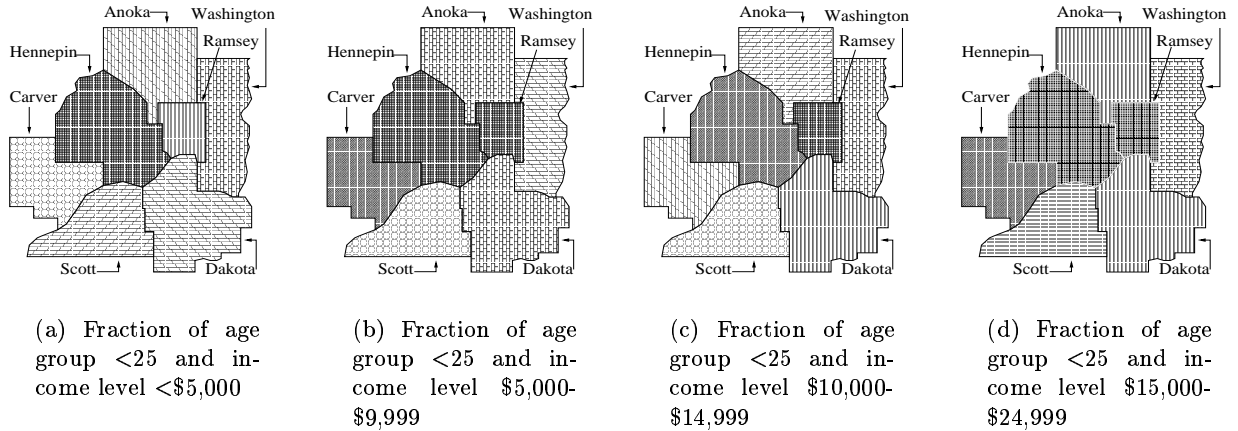 Anoka Washington
Ramsey
Hennepin
Carver
Scott Dakota
(a) Fraction of age
group <25 and in-
come level <$5,000
Anoka Washington
Ramsey
Hennepin
Carver
Scott Dakota
(b) Fraction of age
group <25 and in-
come level $5,000-
$9,999
Anoka Washington
Ramsey
Hennepin
Carver
Scott Dakota
(c) Fraction of age
group <25 and in-
come level $10,000-
$14,999
Anoka Washington
Ramsey
Hennepin
Carver
Scott Dakota
(d) Fraction of age
group <25 and in-
come level $15,000-
$24,999